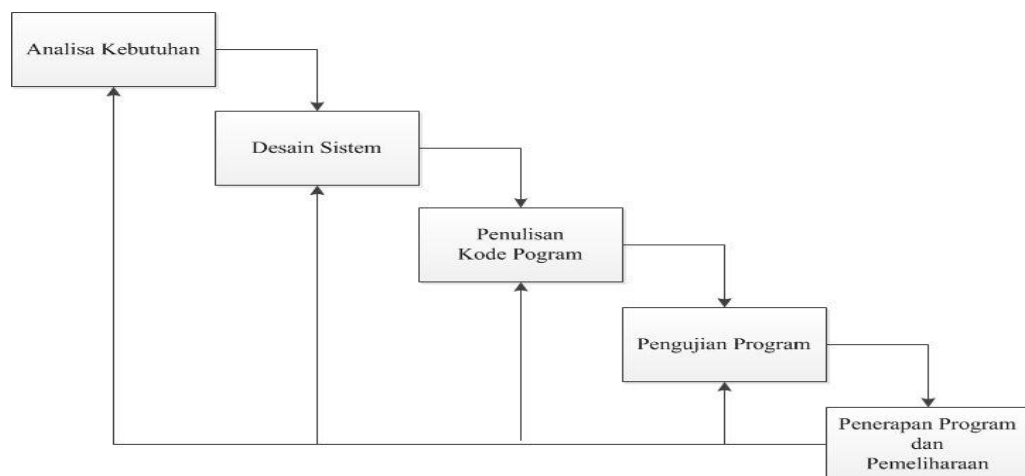 Analisa Kebutuhan
Desain Sistem
Penulisan
Kode Pogram
Pengujian Program
Penerapan Program
dan
Pemeliharaan